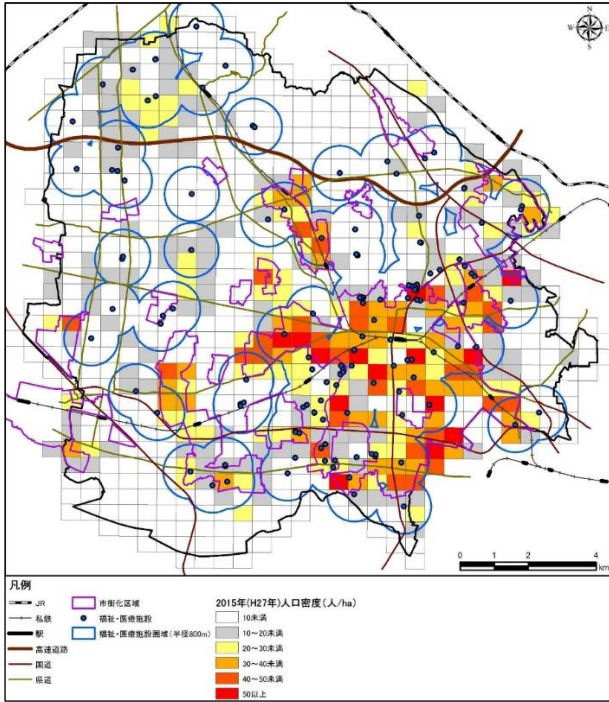 N
W E
S
0 1 2 4
km
凡例
JR
私鉄
駅
高速道路
国道
県道
市街化区域
福祉・医療施設
福祉・医療施設圏域(半径800m)
2015年(H27年)人口密度(人/ha)
10未満
10～20未満
20～30未満
30～40未満
40～50未満
50以上